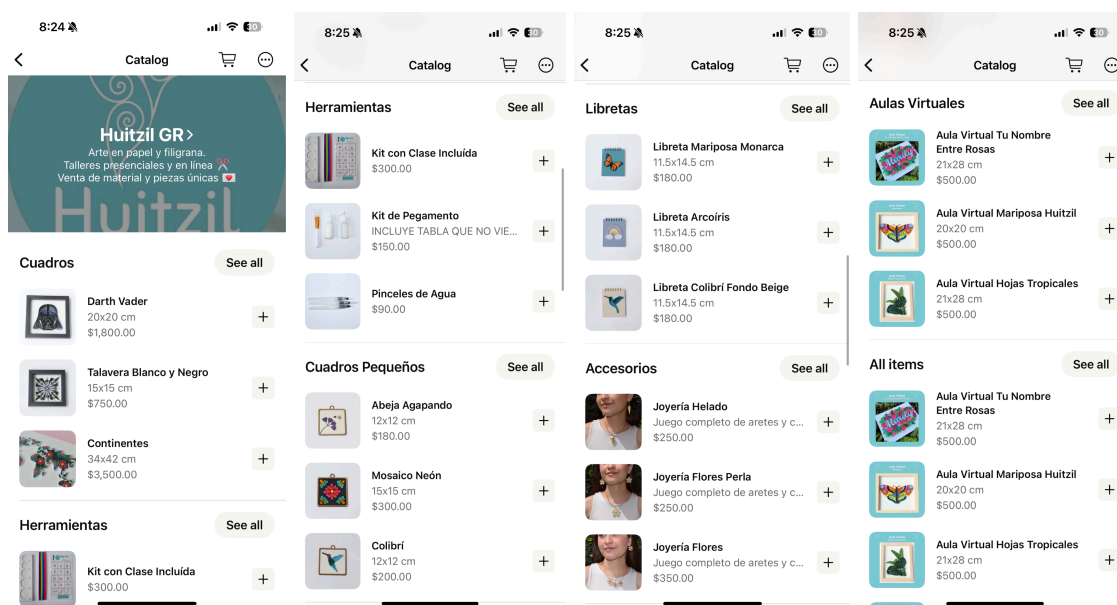 8:24
30
Catalog
Huitzil GR >
Arte en papel y filigrana.
Talleres presenciales y en línea
Venta de material y piezas únicas
Huitzil
Cuadros
See all
Darth Vader
20x20 cm
$1,800.00
+
Talavera Blanco y Negro
15x15 cm
$750.00
+
Continentes
34x42 cm
$3,500.00
+
Herramientas
See all
Kit con Clase Incluída
$300.00
+
8:25
30
Catalog
Herramientas
See all
Kit con Clase Incluída
$300.00
+
Kit de Pegamento
INCLUYE TABLA QUE NO VIE...
$150.00
+
Pinceles de Agua
$90.00
+
Cuadros Pequeños
See all
Abeja Agapando
12x12 cm
$180.00
+
Mosaico Neón
15x15 cm
$300.00
+
Colibrí
12x12 cm
$200.00
+
8:25
30
Catalog
Libretas
See all
Libreta Mariposa Monarca
11.5x14.5 cm
$180.00
+
Libreta Arcoíris
11.5x14.5 cm
$180.00
+
Libreta Colibrí Fondo Beige
11.5x14.5 cm
$180.00
+
Accesorios
See all
Joyería Helado
Juego completo de aretes y c...
$250.00
+
Joyería Flores Perla
Juego completo de aretes y c...
$250.00
+
Joyería Flores
Juego completo de aretes y c...
$350.00
+
8:25
30
Catalog
Aulas Virtuales
See all
Aula Virtual Tu Nombre
Entre Rosas
21x28 cm
$500.00
+
Aula Virtual Mariposa Huitzil
20x20 cm
$500.00
+
Aula Virtual Hojas Tropicales
21x28 cm
$500.00
+
All items
See all
Aula Virtual Tu Nombre
Entre Rosas
21x28 cm
$500.00
+
Aula Virtual Mariposa Huitzil
20x20 cm
$500.00
+
Aula Virtual Hojas Tropicales
21x28 cm
$500.00
+